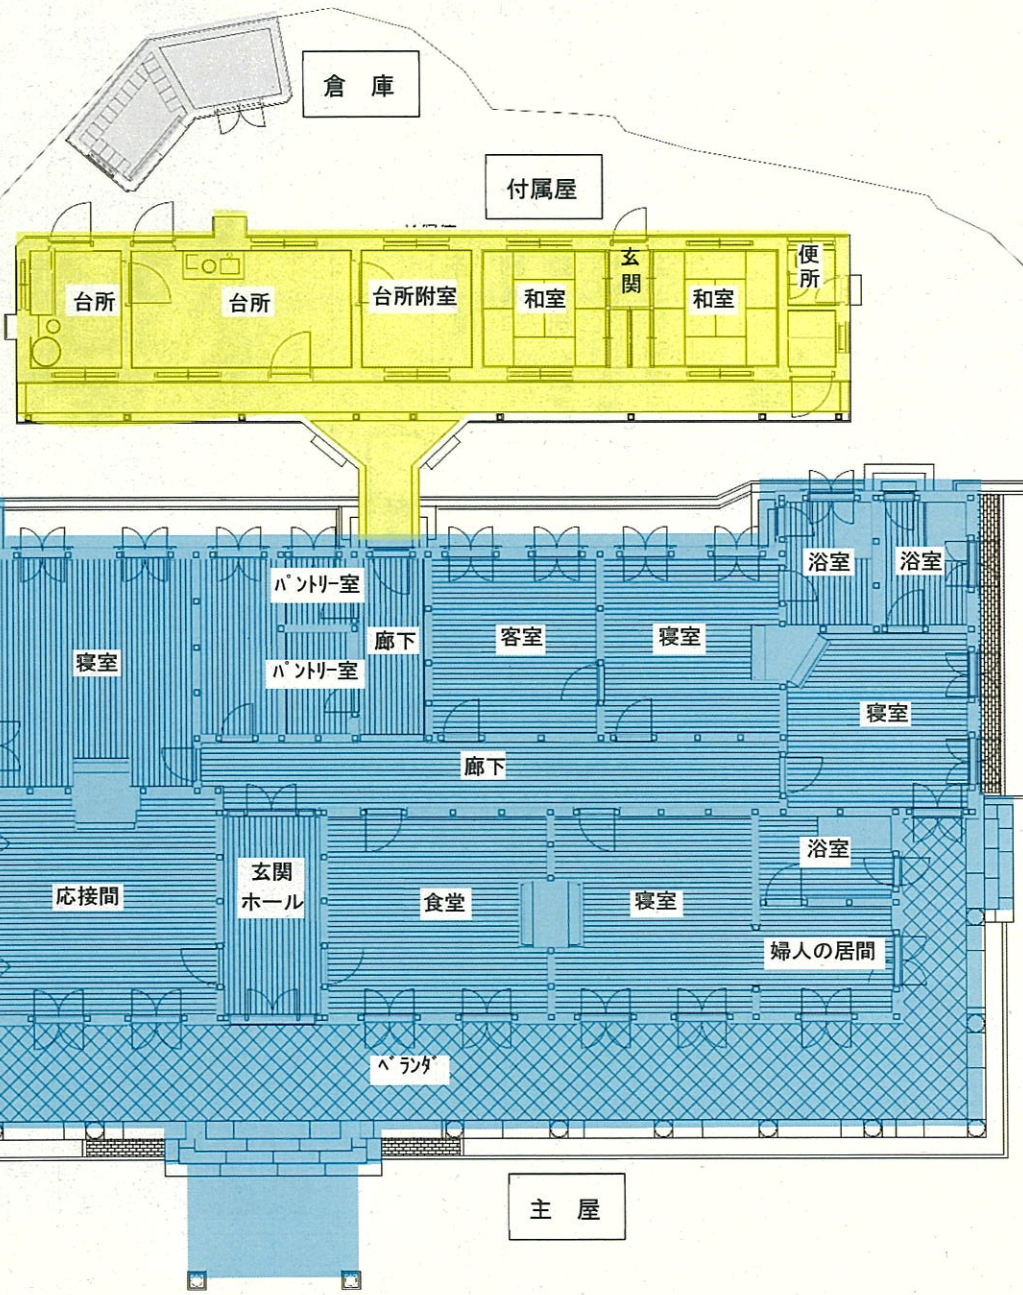 倉 庫
付属屋
台所
台所
台所附室
和室
玄関
和室
便所
パントリー室
パントリー室
廊下
客室
寝室
浴室
浴室
寝室
寝室
廊下
応接間
玄関
ホール
食堂
寝室
浴室
婦人の居間
ベランダ
主 屋